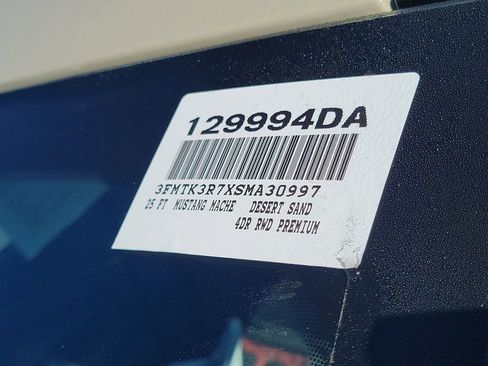 129994DA
3FMTK3R7XSMA30997
25 FT MUSTANG MACHE DESERT SAND
4DR RWD PREMIUM